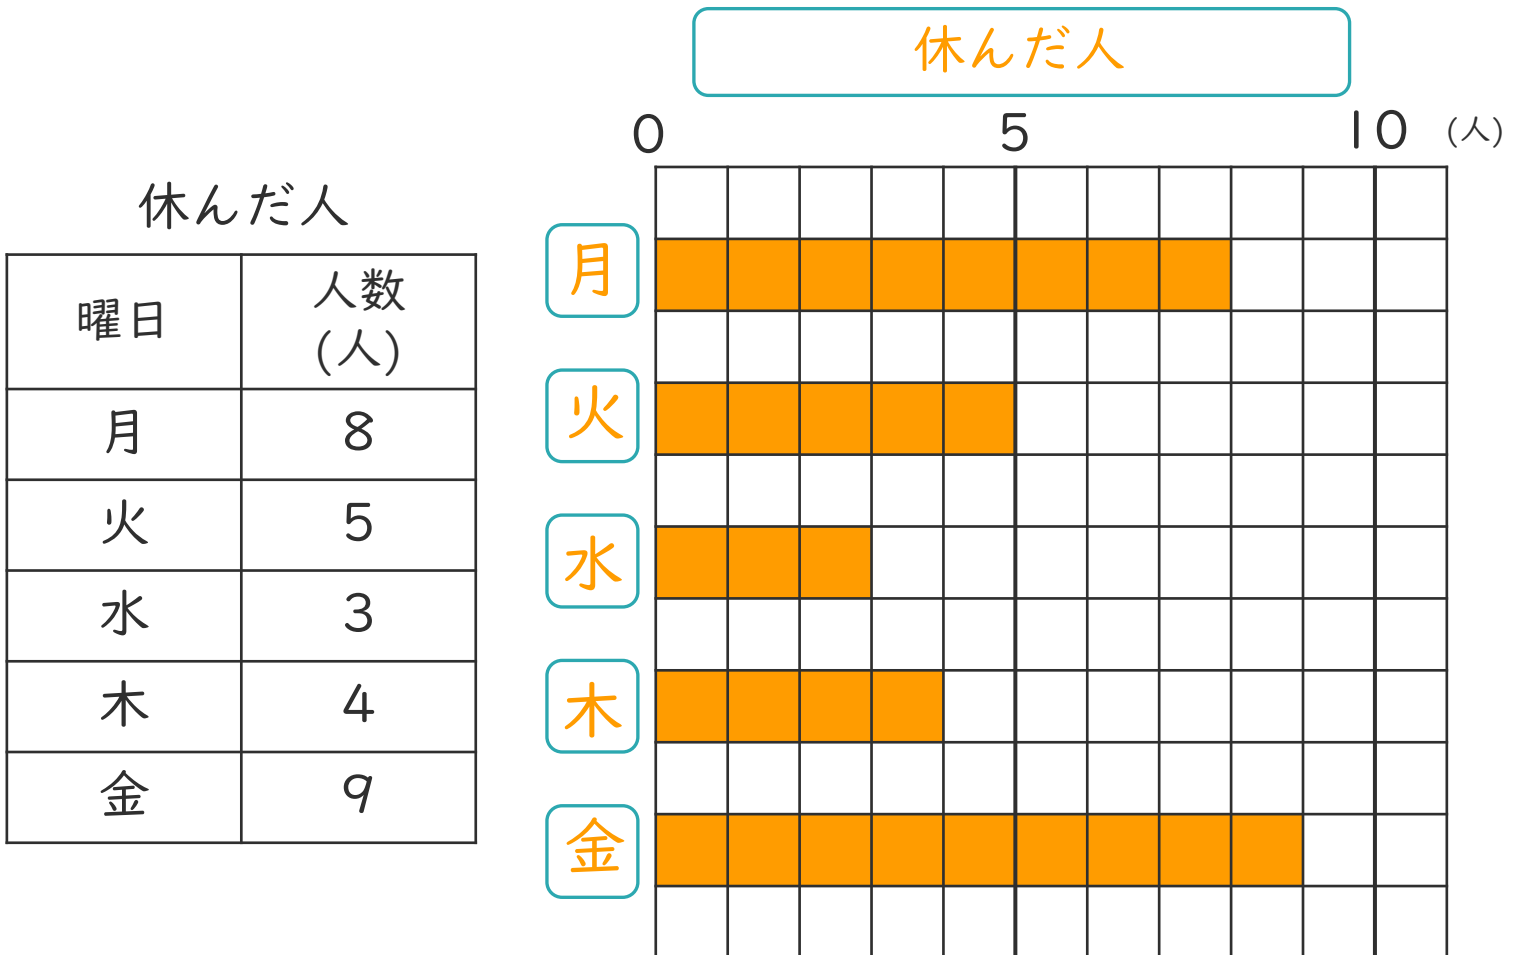 休んだ人
曜日 人数(人)
月 8
火 5
水 3
木 4
金 9
休んだ人
0 5 10 (人)
月
火
水
木
金